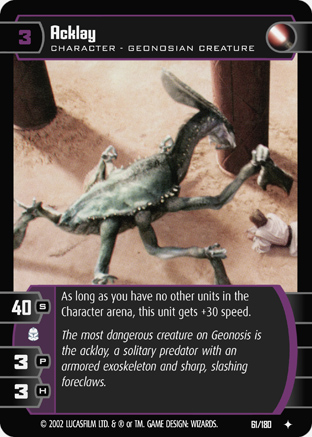 3 Acklay
CHARACTER - GEONOSIAN CREATURE
40 S
As long as you have no other units in the
Character arena, this unit gets +30 speed.
The most dangerous creature on Geonosis is
the acklay, a solitary predator with an
armored exoskeleton and sharp, slashing
foreclaws.
3 P
3 H
© 2002 LUCASFILM LTD. & ® or TM. GAME DESIGN: WIZARDS. 61/180